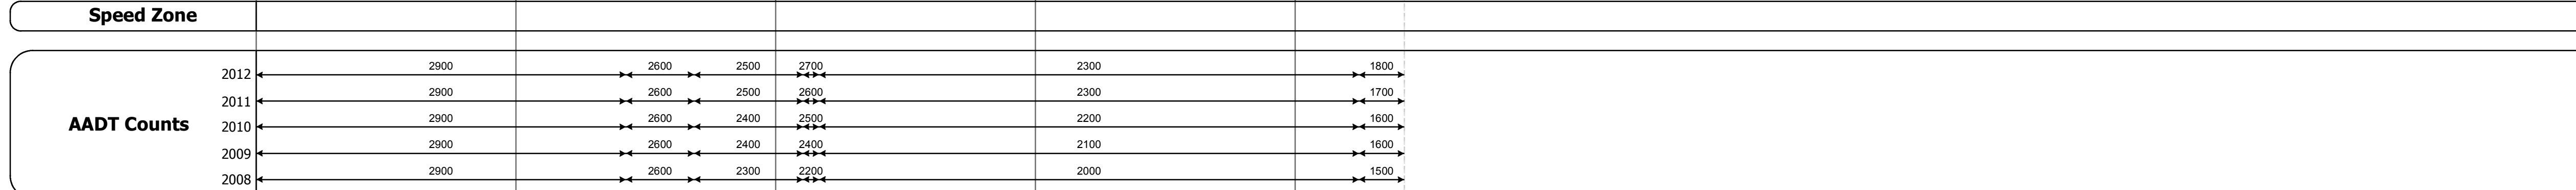 Speed Zone
2012 2900 2600 2500 2700 2300 1800
2011 2900 2600 2500 2600 2300 1700
AADT Counts
2010 2900 2600 2400 2500 2200 1600
2009 2900 2600 2400 2400 2100 1600
2008 2900 2600 2300 2200 2000 1500